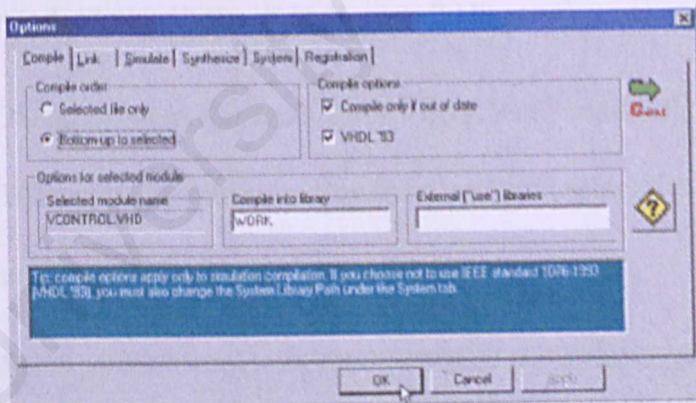 Options
Compile Link Simulate Synthesize System Registration
Compile order
Selected file only
Bottom-up to selected
Compile options
Compile only if out of date
VHDL '93
Options for selected module
Selected module name
VCONTROL.VHD
Compile into library
WORK
External ("use") libraries
Tip: compile options apply only to simulation compilation. If you choose not to use IEEE standard 1076-1993
(VHDL '93), you must also change the System Library Path under the System tab.
OK Cancel Apply